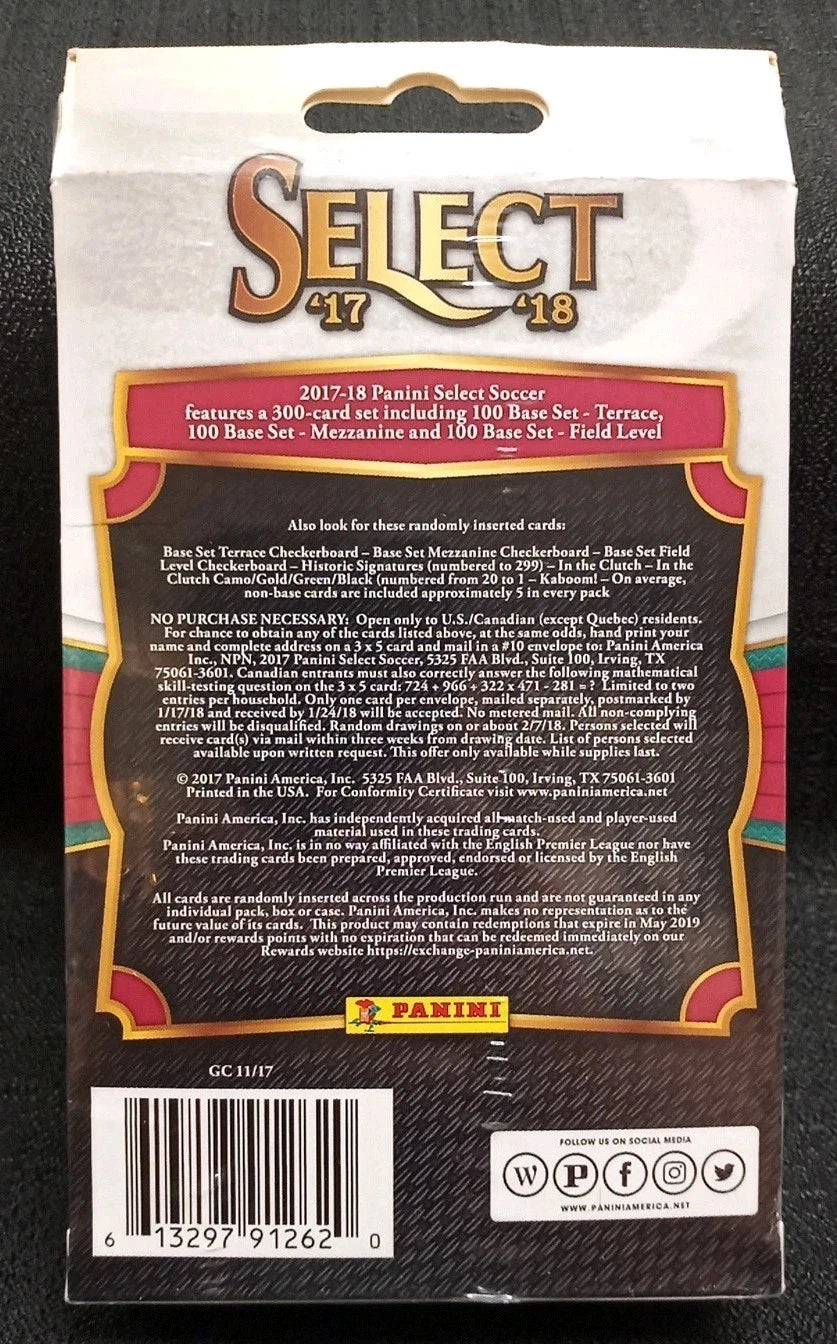 SELECT
'17 '18
2017-18 Panini Select Soccer
features a 300-card set including 100 Base Set - Terrace,
100 Base Set - Mezzanine and 100 Base Set - Field Level
Also look for these randomly inserted cards:
Base Set Terrace Checkerboard – Base Set Mezzanine Checkerboard – Base Set Field
Level Checkerboard – Historic Signatures (numbered to 299) – In the Clutch – In the
Clutch Camo/Gold/Green/Black (numbered from 20 to 1 – Kaboom! – On average,
non-base cards are included approximately 5 in every pack
NO PURCHASE NECESSARY: Open only to U.S./Canadian (except Quebec) residents.
For chance to obtain any of the cards listed above, at the same odds, hand print your
name and complete address on a 3 x 5 card and mail in a #10 envelope to: Panini America
Inc., NPN, 2017 Panini Select Soccer, 5325 FAA Blvd., Suite 100, Irving, TX
75061-3601. Canadian entrants must also correctly answer the following mathematical
skill-testing question on the 3 x 5 card: 724 + 966 + 322 x 471 - 281 = ? Limited to two
entries per household. Only one card per envelope, mailed separately, postmarked by
1/17/18 and received by 1/24/18 will be accepted. No metered mail. All non-complying
entries will be disqualified. Random drawings on or about 2/7/18. Persons selected will
receive card(s) via mail within three weeks from drawing date. List of persons selected
available upon written request. This offer only available while supplies last.
© 2017 Panini America, Inc. 5325 FAA Blvd., Suite 100, Irving, TX 75061-3601
Printed in the USA. For Conformity Certificate visit www.paniniamerica.net
Panini America, Inc. has independently acquired all match-used and player-used
material used in these trading cards.
Panini America, Inc. is in no way affiliated with the English Premier League nor have
these trading cards been prepared, approved, endorsed or licensed by the English
Premier League.
All cards are randomly inserted across the production run and are not guaranteed in any
individual pack, box or case. Panini America, Inc. makes no representation as to the
future value of its cards. This product may contain redemptions that expire in May 2019
and/or rewards points with no expiration that can be redeemed immediately on our
Rewards website https://exchange-paniniamerica.net.
PANINI
GC 11/17
6 13297 91262 0
FOLLOW US ON SOCIAL MEDIA
W P f
WWW.PANINIAMERICA.NET